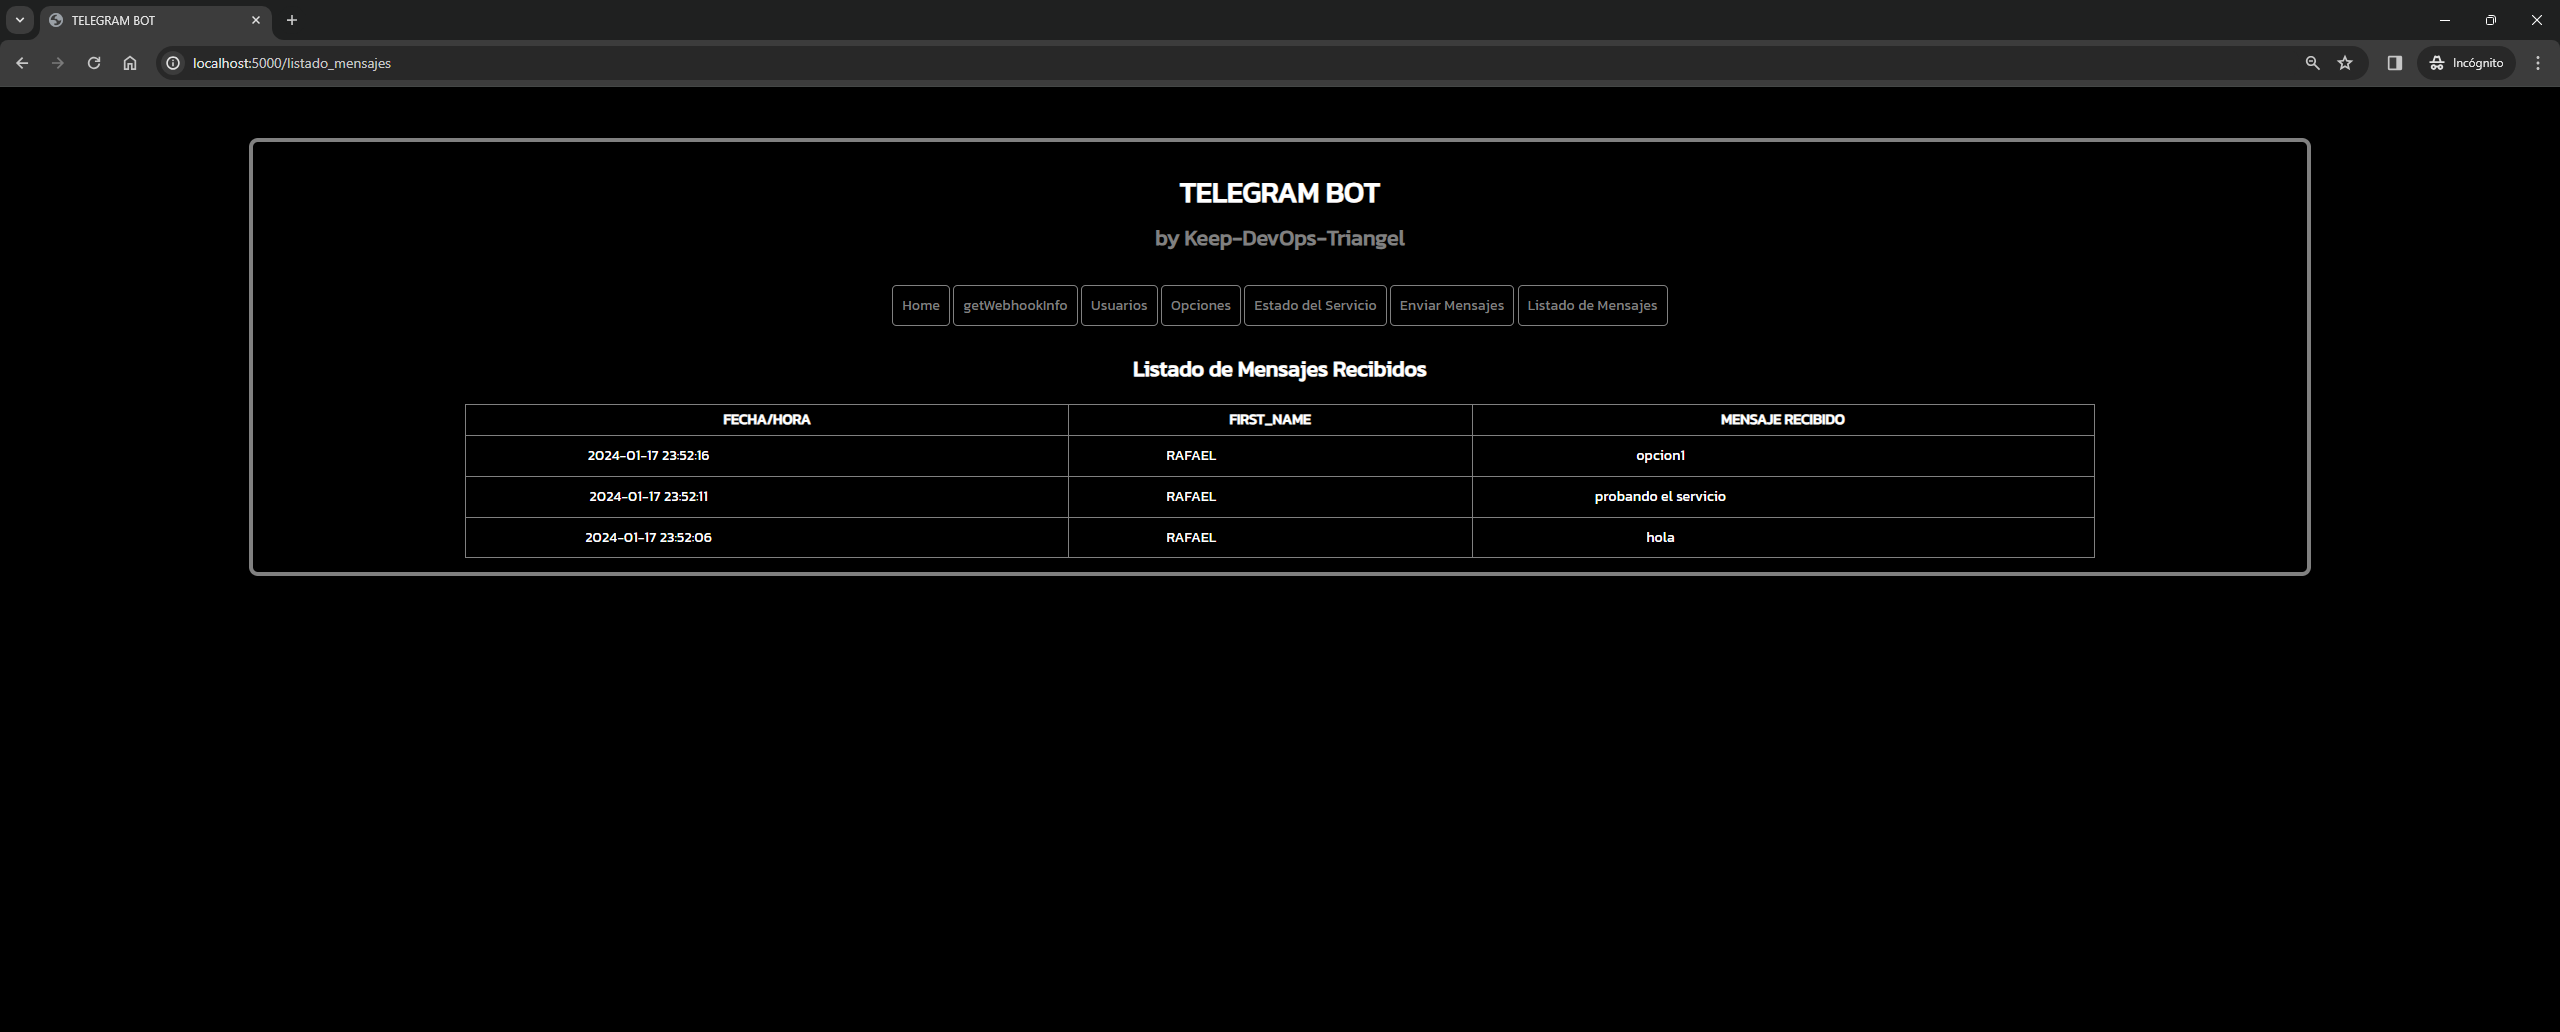 TELEGRAM BOT
localhost:5000/listado_mensajes
Incógnito
TELEGRAM BOT
by Keep-DevOps-Triangel
Home getWebhookInfo Usuarios Opciones Estado del Servicio Enviar Mensajes Listado de Mensajes
Listado de Mensajes Recibidos
FECHA/HORA FIRST_NAME MENSAJE RECIBIDO
2024-01-17 23:52:16 RAFAEL opcion1
2024-01-17 23:52:11 RAFAEL probando el servicio
2024-01-17 23:52:06 RAFAEL hola